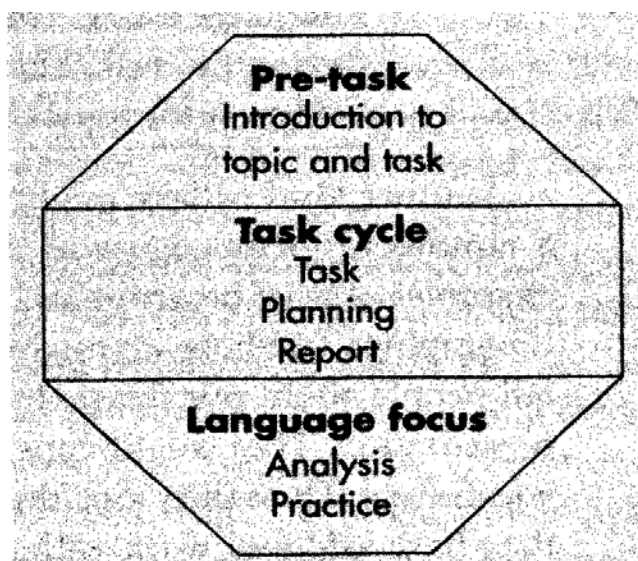 Pre-task
Introduction to
topic and task
Task cycle
Task
Planning
Report
Language focus
Analysis
Practice